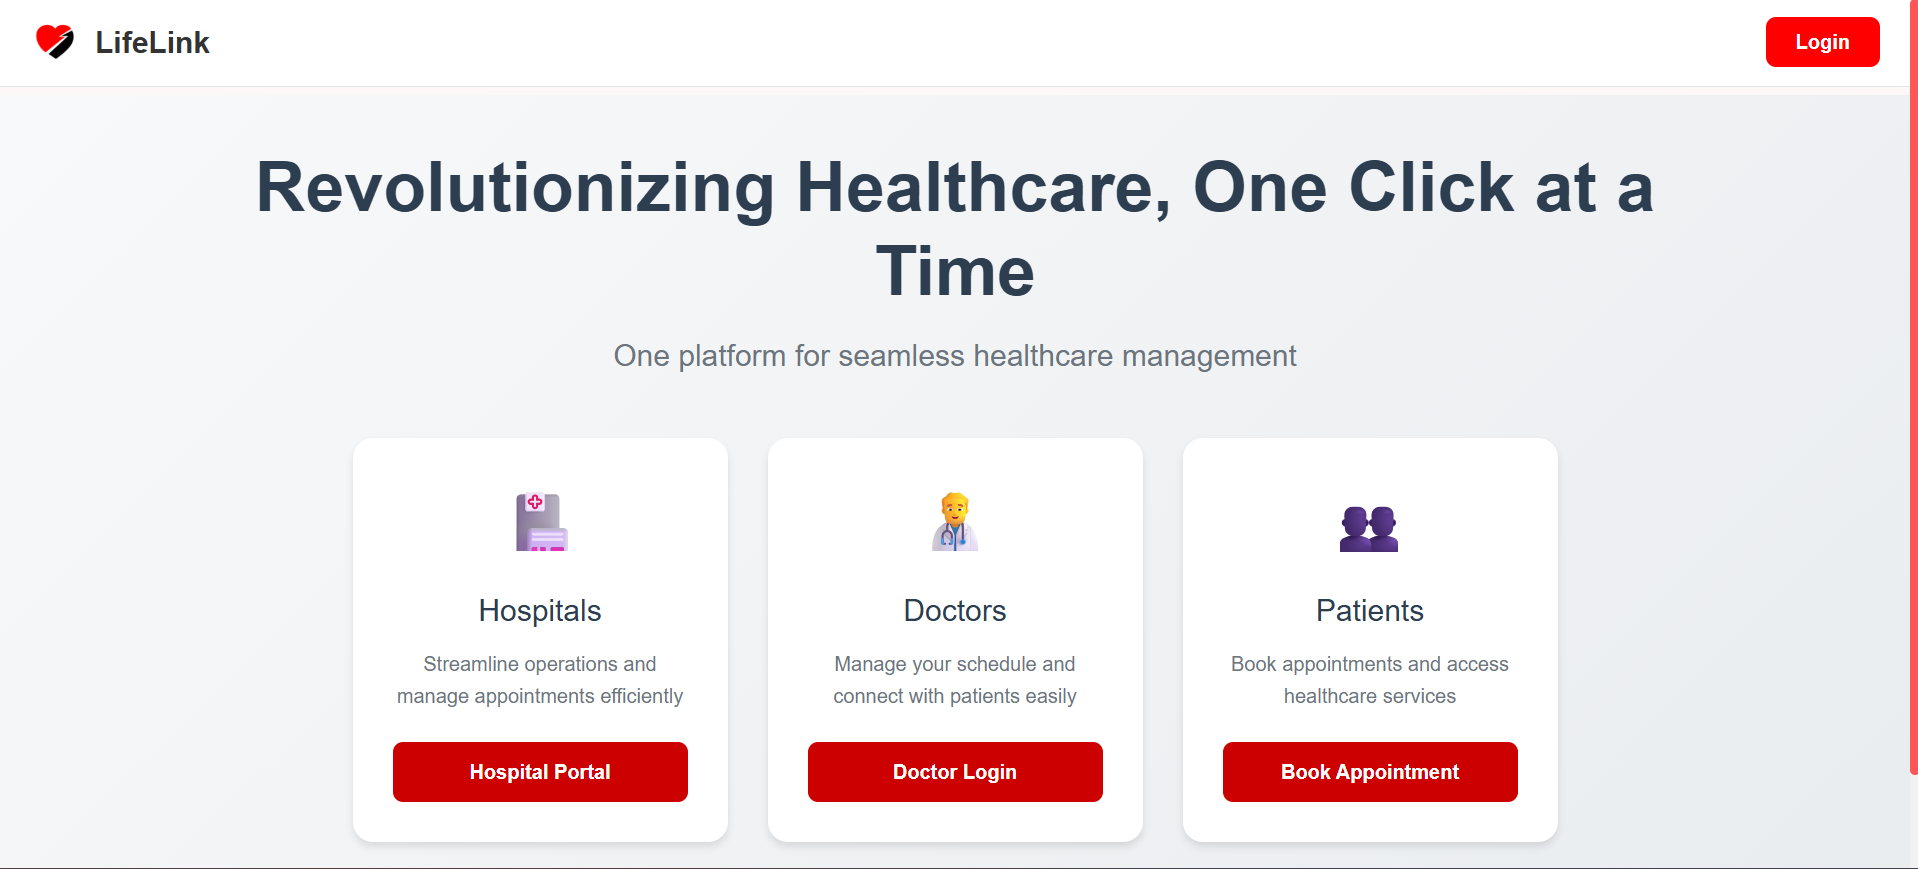 LifeLink
Login
Revolutionizing Healthcare, One Click at a
Time
One platform for seamless healthcare management
Hospitals
Streamline operations and
manage appointments efficiently
Hospital Portal
Doctors
Manage your schedule and
connect with patients easily
Doctor Login
Patients
Book appointments and access
healthcare services
Book Appointment